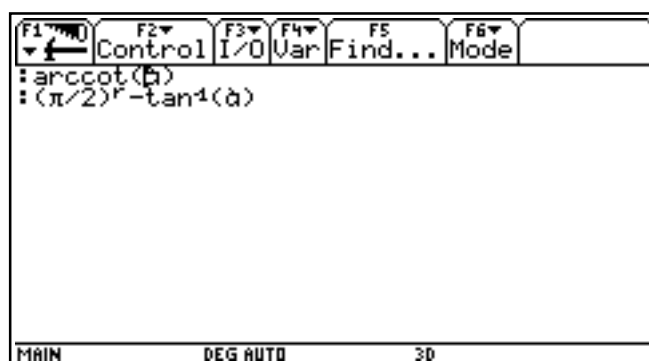 F1 F2 F3 F4 F5 F6
Control I/O Var Find... Mode
:arccot(à)
:(π/2)ʳ-tan⁻¹(à)
MAIN DEG AUTO 3D